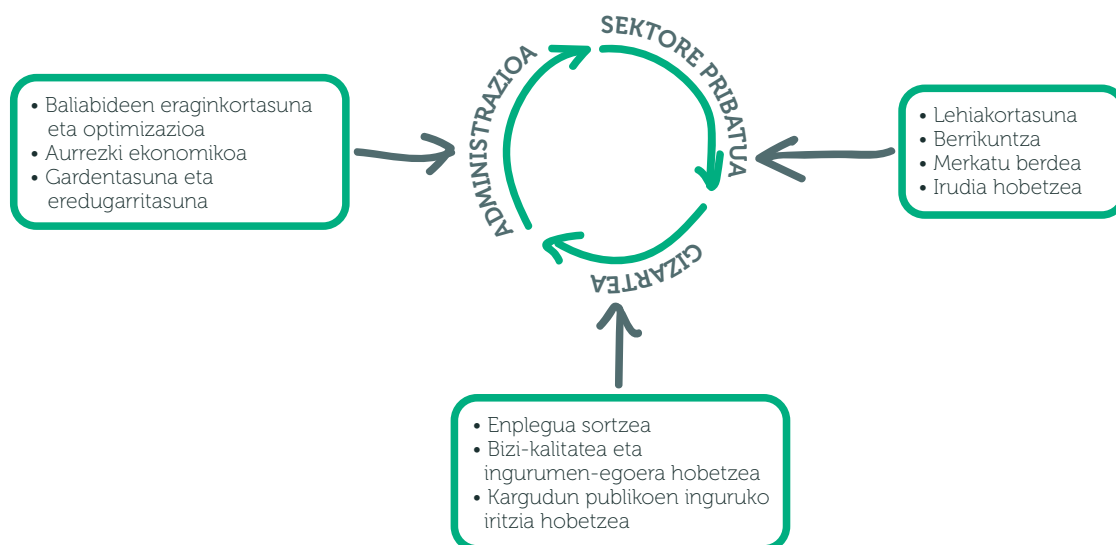 SEKTORE PRIBATUA
ADMINISTRAZIOA
GIZARTEA
• Baliabideen eraginkortasuna
eta optimizazioa
• Aurrezki ekonomikoa
• Gardentasuna eta
eredugarritasuna
• Lehiakortasuna
• Berrikuntza
• Merkatu berdea
• Irudia hobetzea
• Enplegua sortzea
• Bizi-kalitatea eta
ingurumen-egoera hobetzea
• Kargudun publikoen inguruko
iritzia hobetzea